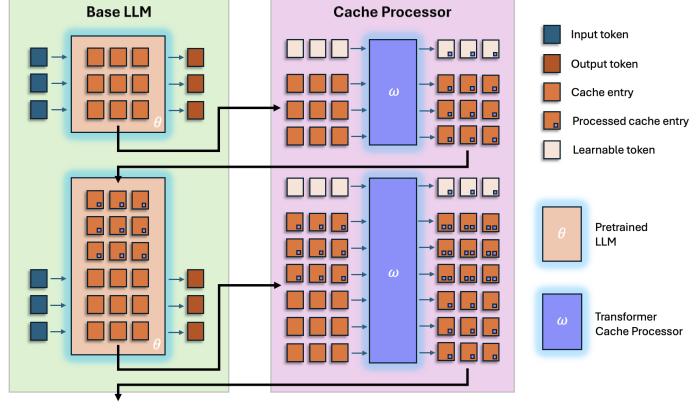 Base LLM
Cache Processor
θ
ω
θ
ω
Input token
Output token
Cache entry
Processed cache entry
Learnable token
θ
Pretrained
LLM
ω
Transformer
Cache Processor